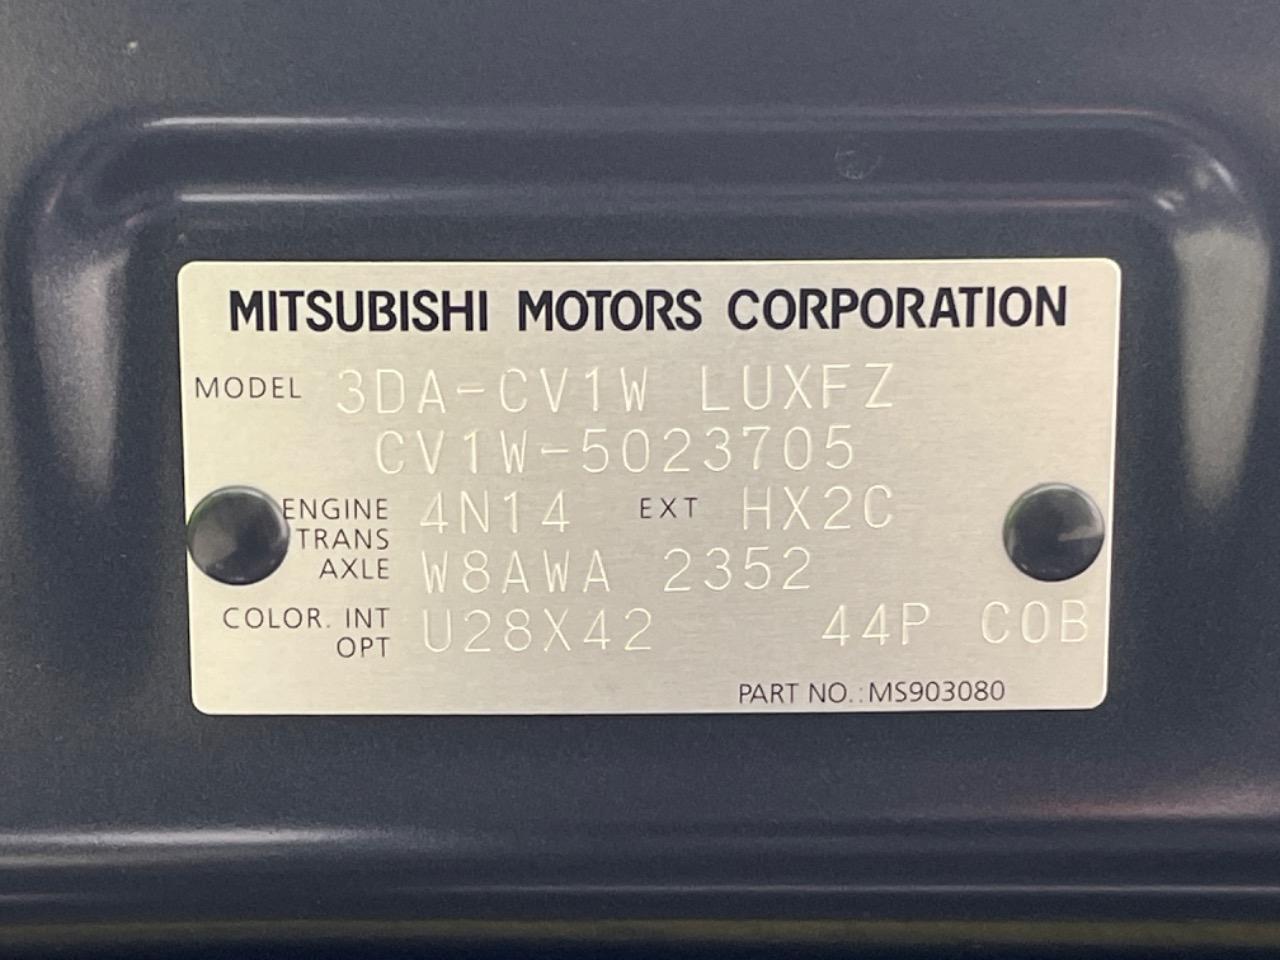 MITSUBISHI MOTORS CORPORATION
MODEL 3DA-CV1W LUXFZ
CV1W-5023705
ENGINE 4N14 EXT HX2C
TRANS
AXLE W8AWA 2352
COLOR. INT
OPT U28X42 44P COB
PART NO.: MS903080